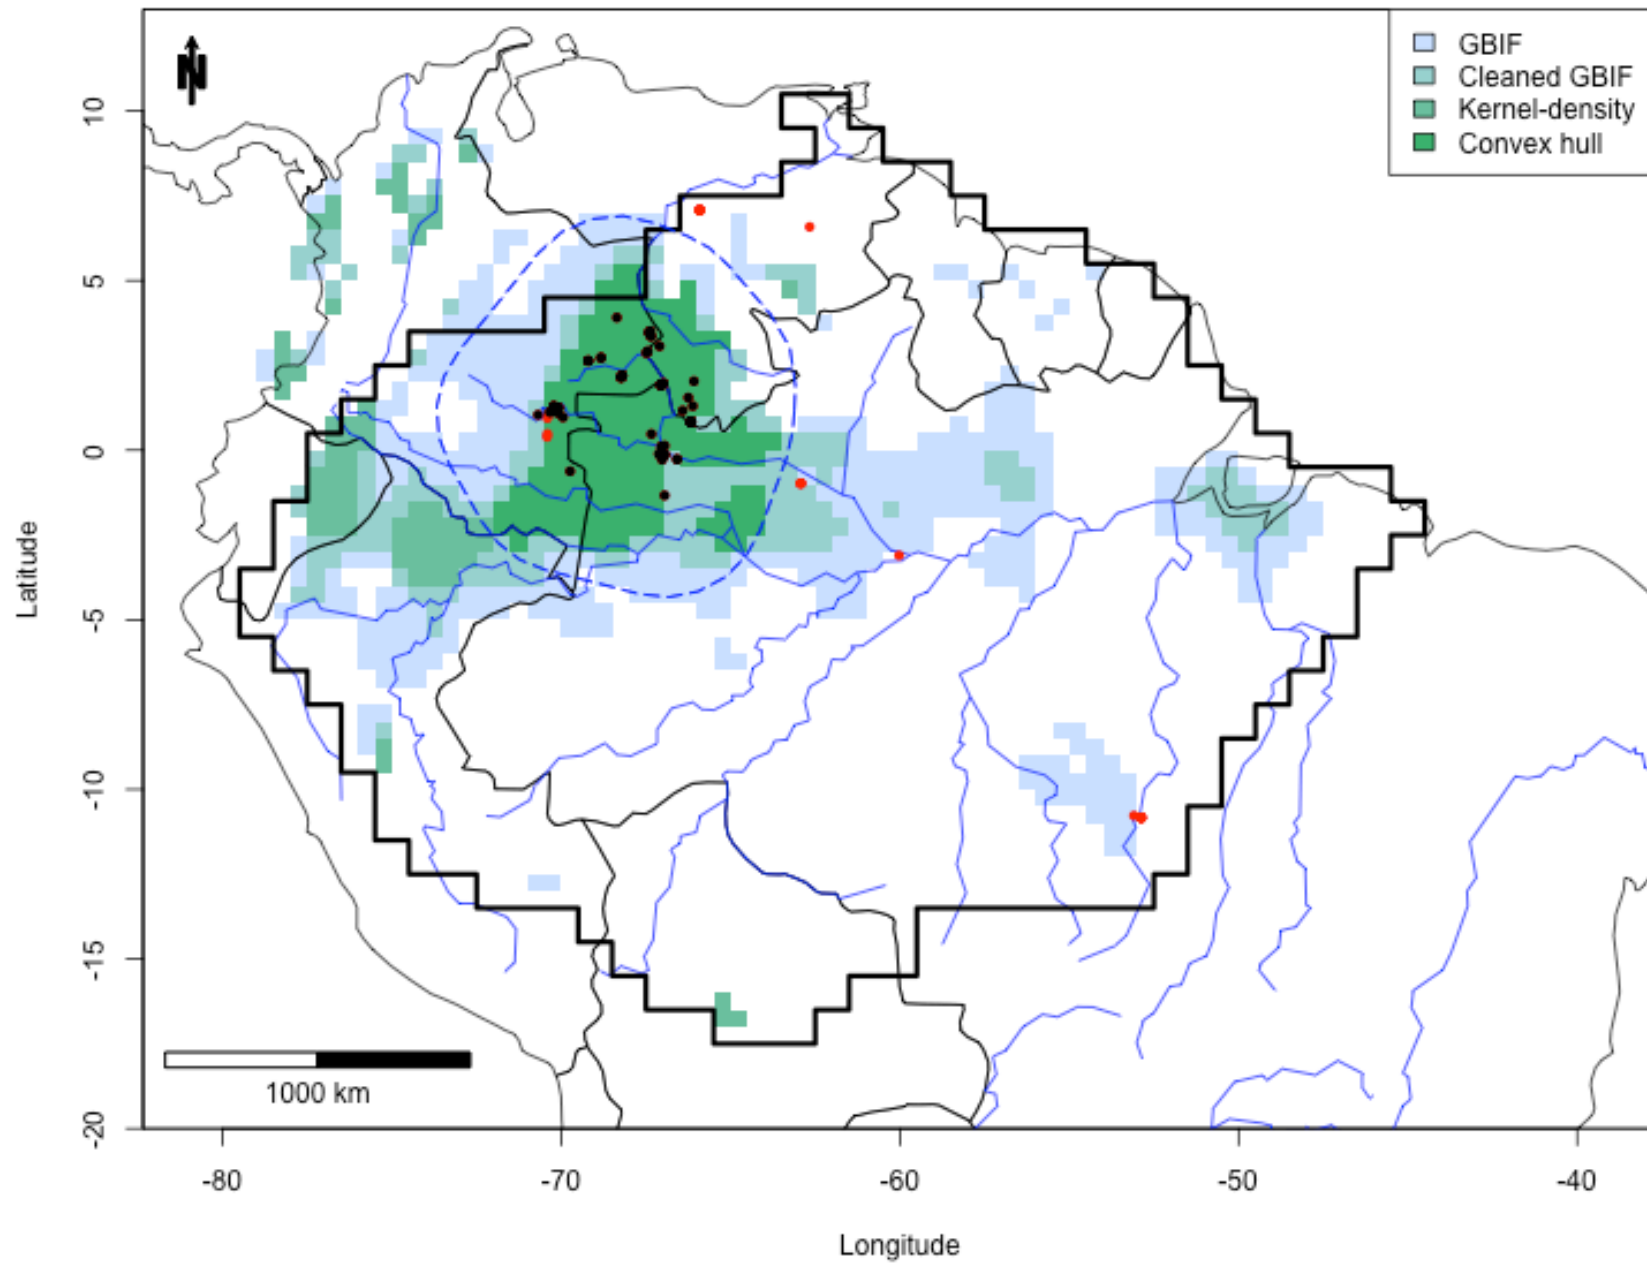 N
GBIF
Cleaned GBIF
Kernel-density
Convex hull
10
5
0
-5
-10
-15
-20
Latitude
1000 km
-80 -70 -60 -50 -40
Longitude